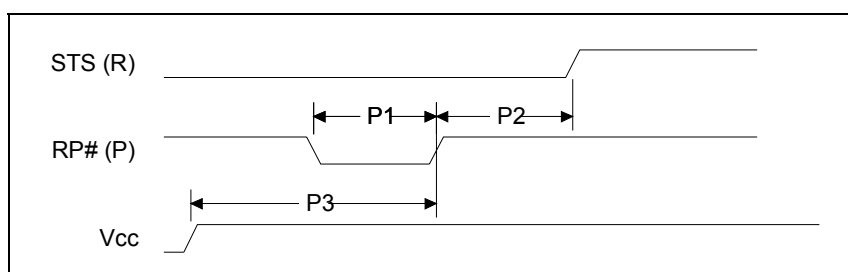 STS (R)
P1
P2
RP# (P)
P3
Vcc